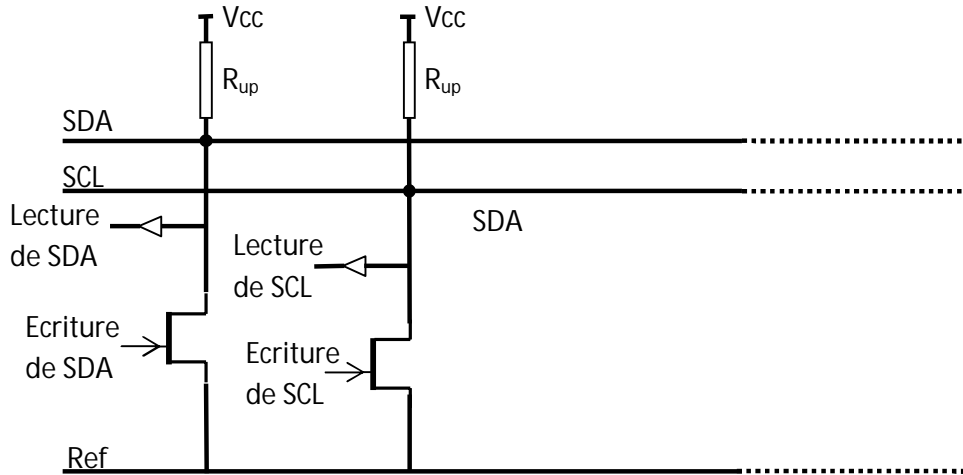 Vcc
Vcc
Rup
Rup
SDA
SCL
Lecture
de SDA
SDA
Lecture
de SCL
Ecriture
de SDA
Ecriture
de SCL
Ref